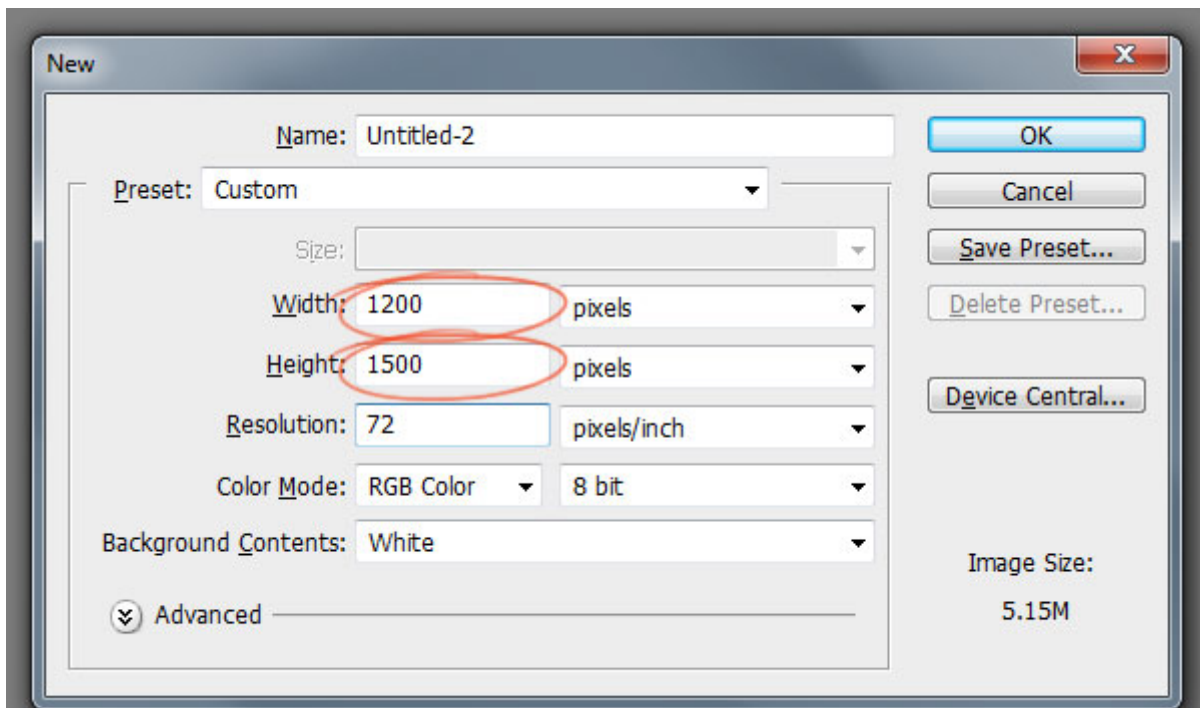 New
Name: Untitled-2
OK
Preset: Custom
Cancel
Size:
Save Preset...
Width: 1200 pixels
Delete Preset...
Height: 1500 pixels
Device Central...
Resolution: 72 pixels/inch
Color Mode: RGB Color 8 bit
Background Contents: White
Image Size:
5.15M
Advanced